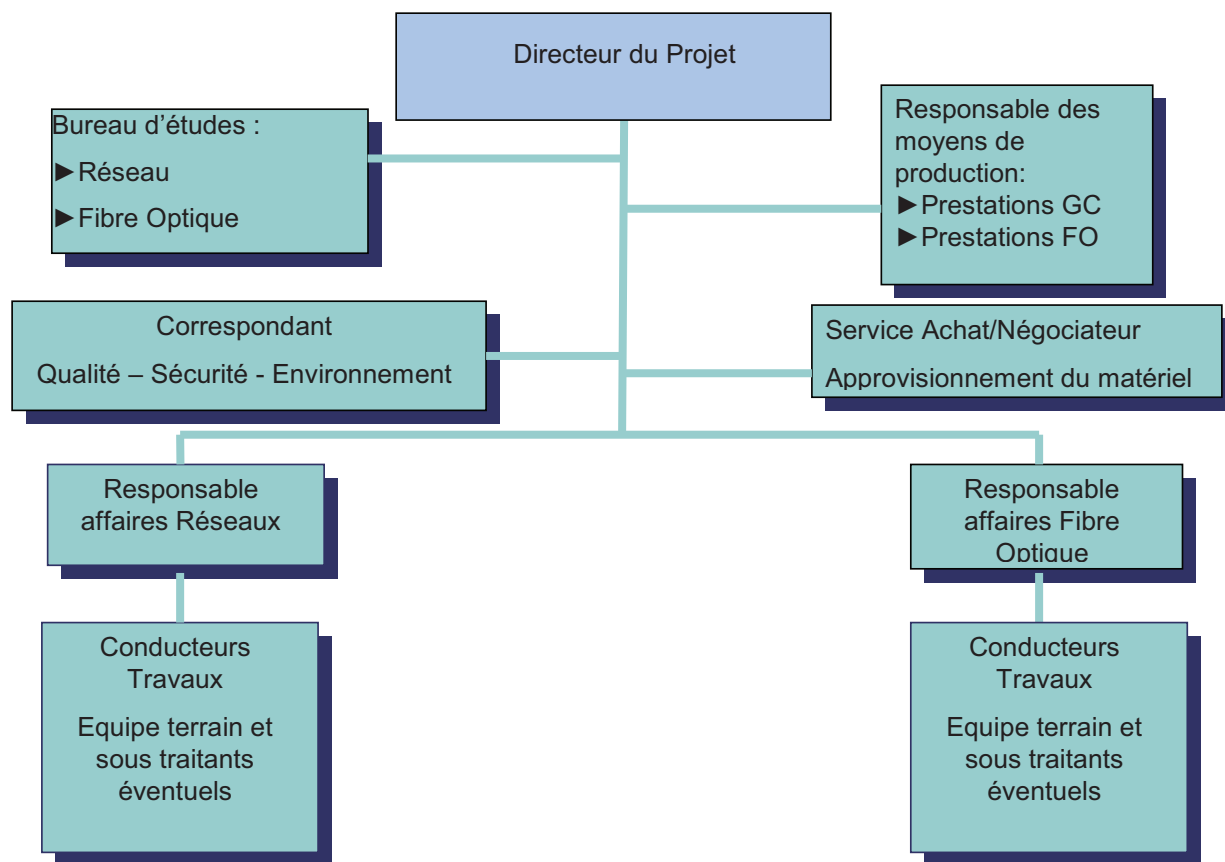 Directeur du Projet
Bureau d’études :
►Réseau
►Fibre Optique
Responsable des
moyens de
production:
►Prestations GC
►Prestations FO
Correspondant
Qualité – Sécurité - Environnement
Service Achat/Négociateur
Approvisionnement du matériel
Responsable
affaires Réseaux
Responsable
affaires Fibre
Optique
Conducteurs
Travaux
Equipe terrain et
sous traitants
éventuels
Conducteurs
Travaux
Equipe terrain et
sous traitants
éventuels